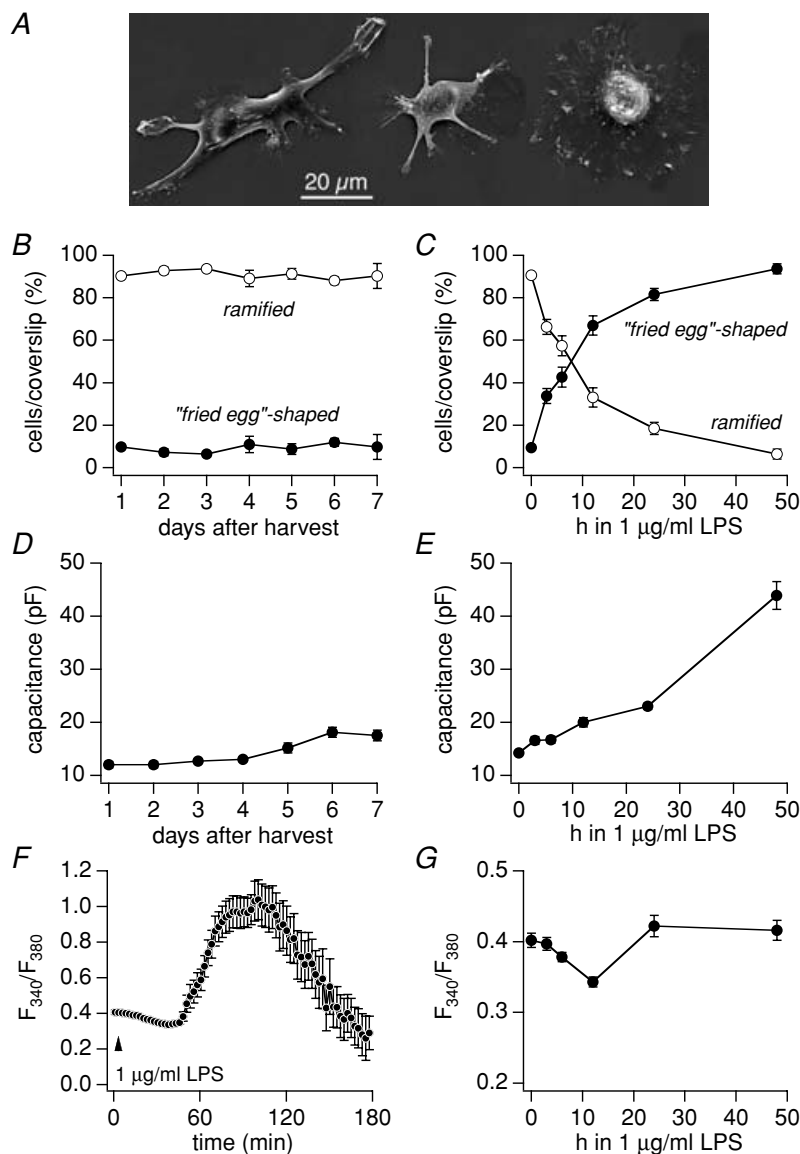 A
20 µm
B
C
100
80
60
40
20
0
cells/coverslip (%)
ramified
"fried egg"-shaped
1 2 3 4 5 6 7
days after harvest
100
80
60
40
20
0
cells/coverslip (%)
"fried egg"-shaped
ramified
0 10 20 30 40 50
h in 1 µg/ml LPS
D
E
50
40
30
20
10
capacitance (pF)
1 2 3 4 5 6 7
days after harvest
50
40
30
20
10
capacitance (pF)
0 10 20 30 40 50
h in 1 µg/ml LPS
F
G
1.2
1.0
0.8
0.6
0.4
0.2
0.0
F340/F380
1 µg/ml LPS
0 60 120 180
time (min)
0.5
0.4
0.3
0.2
F340/F380
0 10 20 30 40 50
h in 1 µg/ml LPS